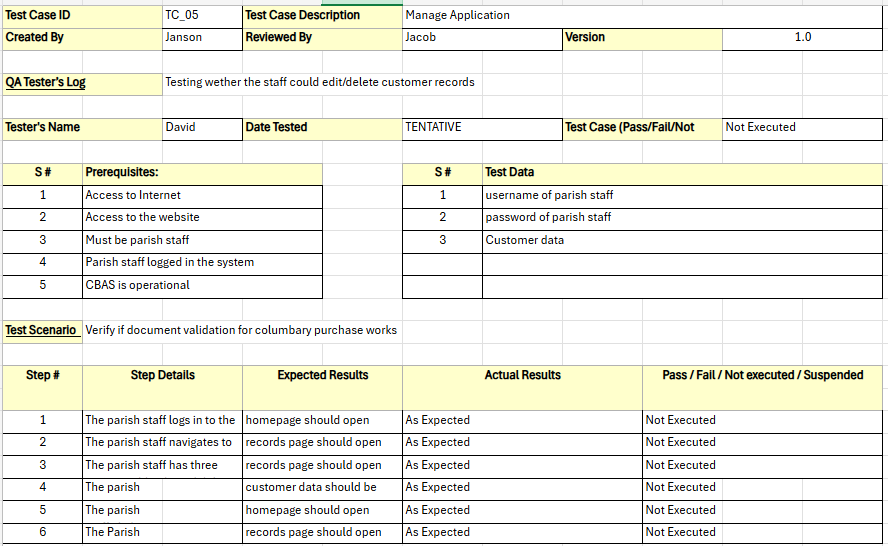 Test Case ID TC_05 Test Case Description Manage Application
Created By Janson Reviewed By Jacob Version 1.0
QA Tester's Log Testing wether the staff could edit/delete customer records
Tester's Name David Date Tested TENTATIVE Test Case (Pass/Fail/Not Not Executed
S # Prerequisites: S # Test Data
1 Access to Internet 1 username of parish staff
2 Access to the website 2 password of parish staff
3 Must be parish staff 3 Customer data
4 Parish staff logged in the system
5 CBAS is operational
Test Scenario Verify if document validation for columbary purchase works
Step # Step Details Expected Results Actual Results Pass / Fail / Not executed / Suspended
1 The parish staff logs in to the homepage should open As Expected Not Executed
2 The parish staff navigates to records page should open As Expected Not Executed
3 The parish staff has three records page should open As Expected Not Executed
4 The parish customer data should be As Expected Not Executed
5 The parish homepage should open As Expected Not Executed
6 The Parish records page should open As Expected Not Executed